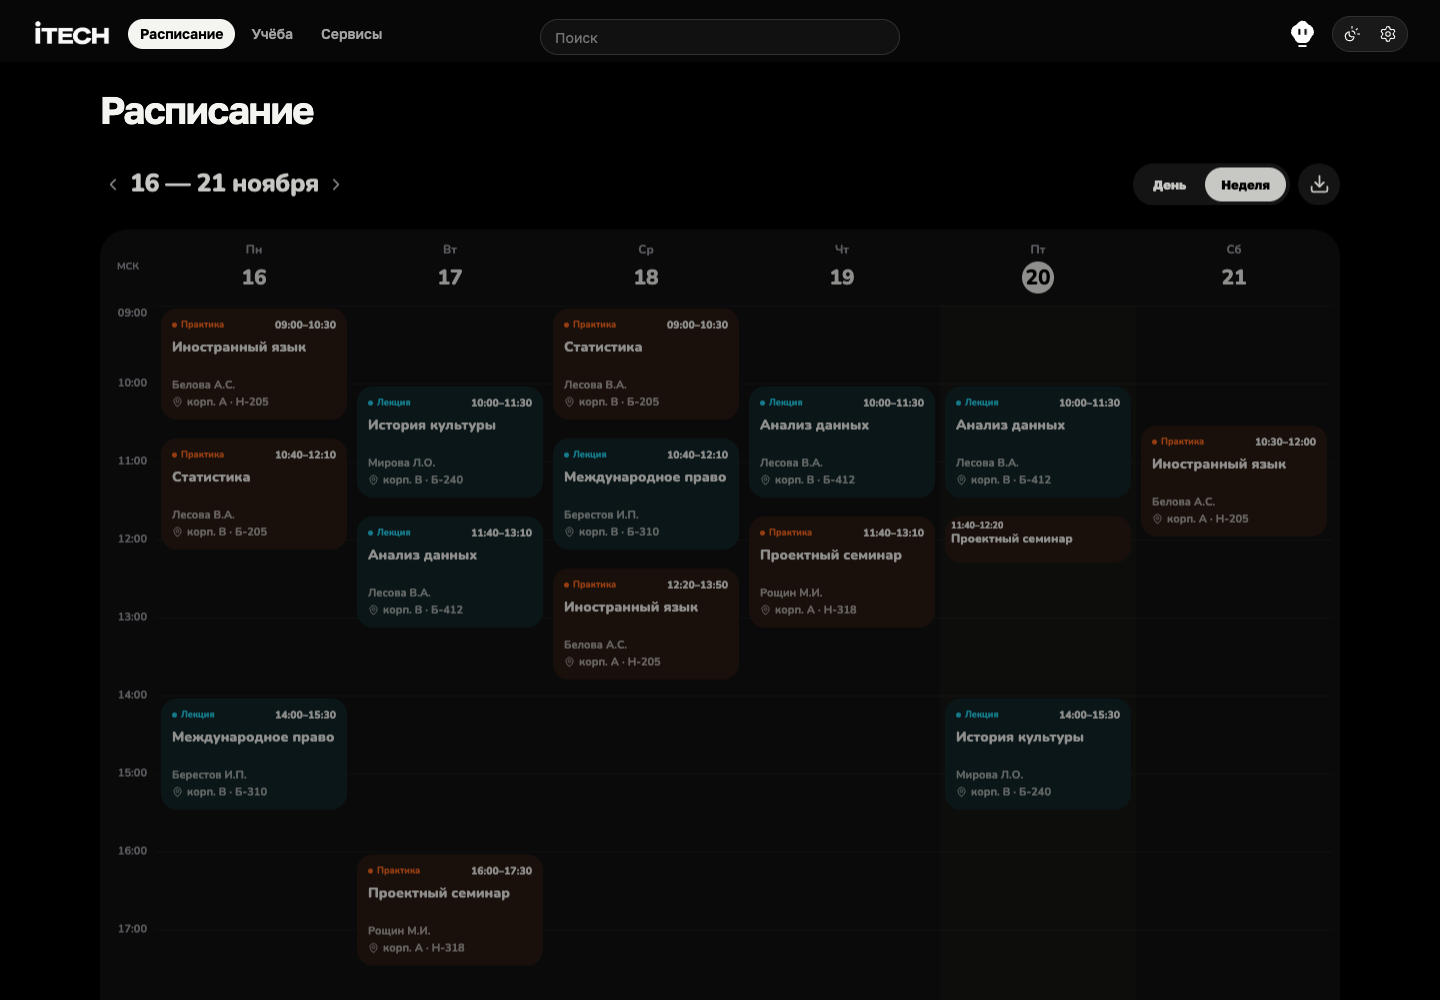 iTECH
Расписание
Учёба
Сервисы
Поиск
Расписание
16 — 21 ноября
День
Неделя
МСК
Пн
16
Вт
17
Ср
18
Чт
19
Пт
20
Сб
21
09:00
10:00
11:00
12:00
13:00
14:00
15:00
16:00
17:00
Практика 09:00–10:30
Иностранный язык
Белова А.С.
корп. А · Н-205
Практика 10:40–12:10
Статистика
Лесова В.А.
корп. В · Б-205
Лекция 14:00–15:30
Международное право
Берестов И.П.
корп. В · Б-310
Лекция 10:00–11:30
История культуры
Мирова Л.О.
корп. В · Б-240
Лекция 11:40–13:10
Анализ данных
Лесова В.А.
корп. В · Б-412
Практика 16:00–17:30
Проектный семинар
Рощин М.И.
корп. А · Н-318
Практика 09:00–10:30
Статистика
Лесова В.А.
корп. В · Б-205
Лекция 10:40–12:10
Международное право
Берестов И.П.
корп. В · Б-310
Практика 12:20–13:50
Иностранный язык
Белова А.С.
корп. А · Н-205
Лекция 10:00–11:30
Анализ данных
Лесова В.А.
корп. В · Б-412
Практика 11:40–13:10
Проектный семинар
Рощин М.И.
корп. А · Н-318
Лекция 10:00–11:30
Анализ данных
Лесова В.А.
корп. В · Б-412
11:40–12:20
Проектный семинар
Лекция 14:00–15:30
История культуры
Мирова Л.О.
корп. В · Б-240
Практика 10:30–12:00
Иностранный язык
Белова А.С.
корп. А · Н-205